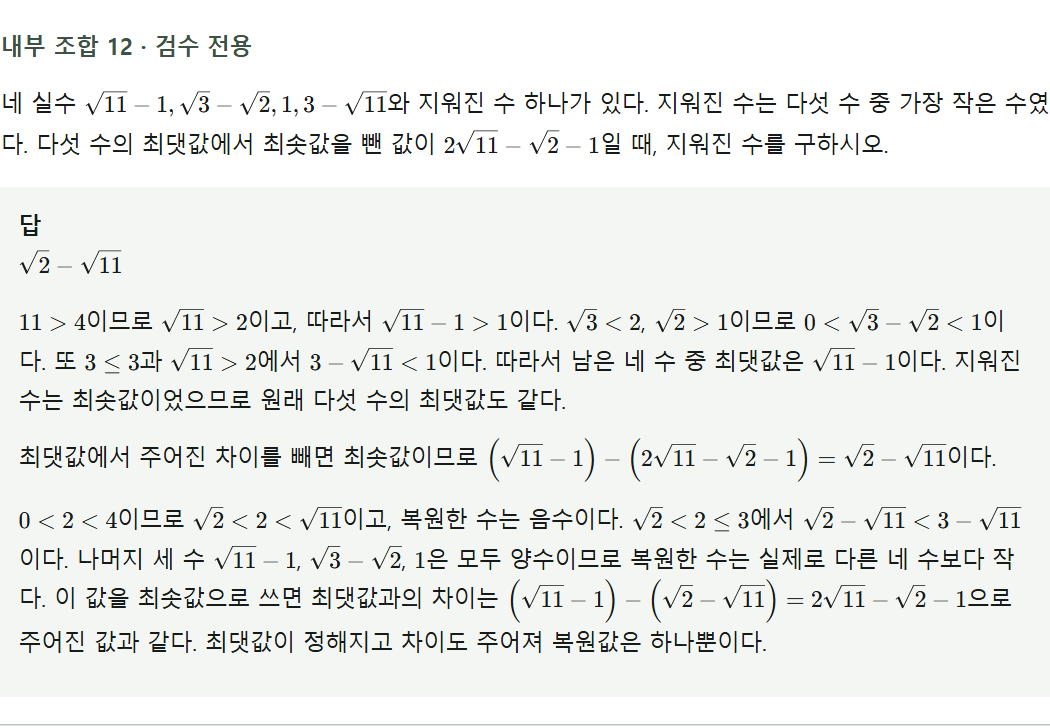 내부 조합 12 · 검수 전용
네 실수 √11 − 1, √3 − √2, 1, 3 − √11와 지워진 수 하나가 있다. 지워진 수는 다섯 수 중 가장 작은 수였
다. 다섯 수의 최댓값에서 최솟값을 뺀 값이 2√11 − √2 − 1일 때, 지워진 수를 구하시오.
답
√2 − √11
11 > 4이므로 √11 > 2이고, 따라서 √11 − 1 > 1이다. √3 < 2, √2 > 1이므로 0 < √3 − √2 < 1이
다. 또 3 ≤ 3과 √11 > 2에서 3 − √11 < 1이다. 따라서 남은 네 수 중 최댓값은 √11 − 1이다. 지워진
수는 최솟값이었으므로 원래 다섯 수의 최댓값도 같다.
최댓값에서 주어진 차이를 빼면 최솟값이므로 (√11 − 1) − (2√11 − √2 − 1) = √2 − √11이다.
0 < 2 < 4이므로 √2 < 2 < √11이고, 복원한 수는 음수이다. √2 < 2 ≤ 3에서 √2 − √11 < 3 − √11
이다. 나머지 세 수 √11 − 1, √3 − √2, 1은 모두 양수이므로 복원한 수는 실제로 다른 네 수보다 작
다. 이 값을 최솟값으로 쓰면 최댓값과의 차이는 (√11 − 1) − (√2 − √11) = 2√11 − √2 − 1으로
주어진 값과 같다. 최댓값이 정해지고 차이도 주어져 복원값은 하나뿐이다.